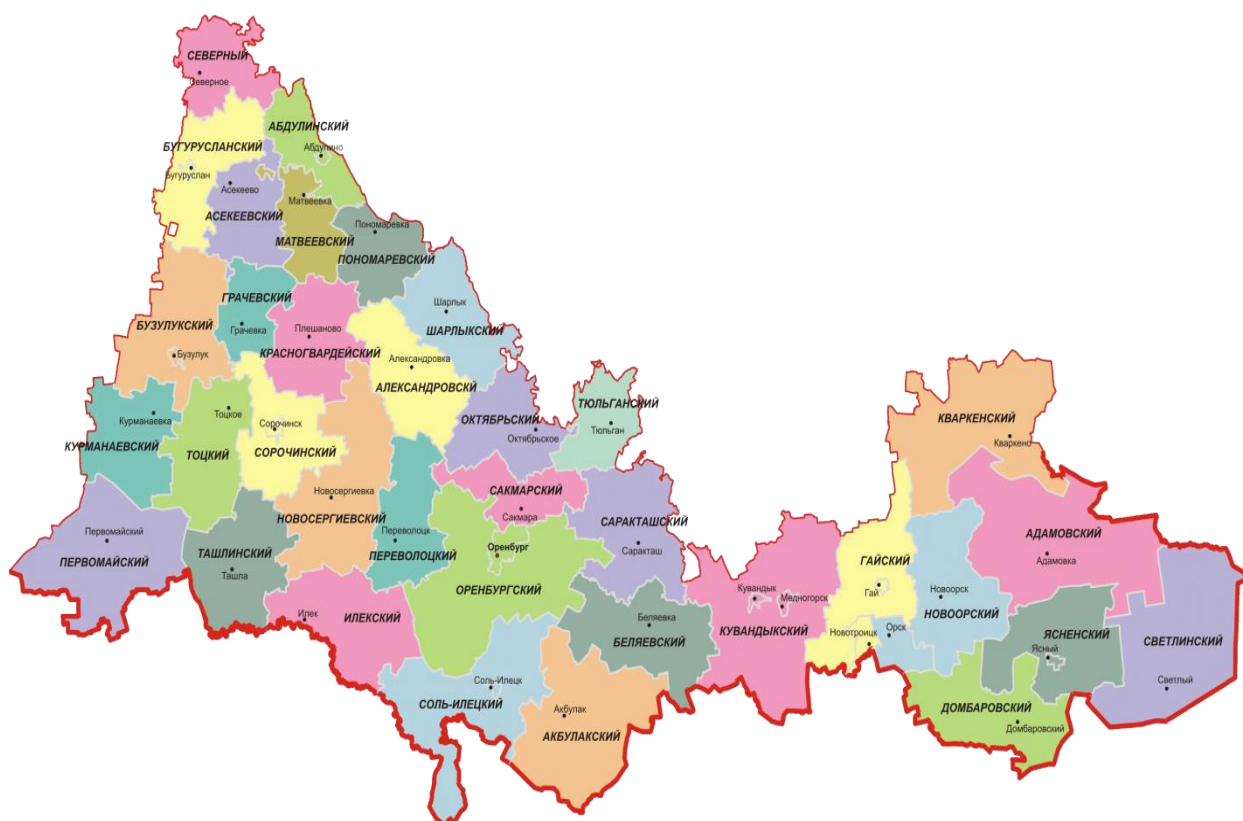 СЕВЕРНЫЙ
Северное
АБДУЛИНСКИЙ
Абдулино
БУГУРУСЛАНСКИЙ
Бугуруслан
Асекеево
АСЕКЕЕВСКИЙ
Матвеевка
МАТВЕЕВСКИЙ
Пономаревка
ПОНОМАРЕВСКИЙ
ГРАЧЕВСКИЙ
Грачевка
БУЗУЛУКСКИЙ
Бузулук
Плешаново
КРАСНОГВАРДЕЙСКИЙ
Шарлык
ШАРЛЫКСКИЙ
Александровка
АЛЕКСАНДРОВСКИ
Курманаевка
КУРМАНАЕВСКИЙ
Тоцкое
ТОЦКИЙ
Сорочинск
СОРОЧИНСКИЙ
ОКТЯБРЬСКИЙ
Октябрьское
ТЮЛЬГАНСКИЙ
Тюльган
Новосергиевка
НОВОСЕРГИЕВСКИЙ
САКМАРСКИЙ
Сакмара
САРАКТАШСКИЙ
Саракташ
Первомайский
ПЕРВОМАЙСКИЙ
ТАШЛИНСКИЙ
Ташла
Переволоцк
ПЕРЕВОЛОЦКИЙ
Оренбург
ОРЕНБУРГСКИЙ
Илек
ИЛЕКСКИЙ
Беляевка
БЕЛЯЕВСКИЙ
Соль-Илецк
СОЛЬ-ИЛЕЦКИЙ
Акбулак
АКБУЛАКСКИЙ
Кувандык
Медногорск
КУВАНДЫКСКИЙ
ГАЙСКИЙ
Гай
Новотроицк
Орск
КВАРКЕНСКИЙ
Кваркено
АДАМОВСКИЙ
Адамовка
Новоорск
НОВООРСКИЙ
ЯСНЕНСКИЙ
Ясный
СВЕТЛИНСКИЙ
Светлый
ДОМБАРОВСКИЙ
Домбаровский